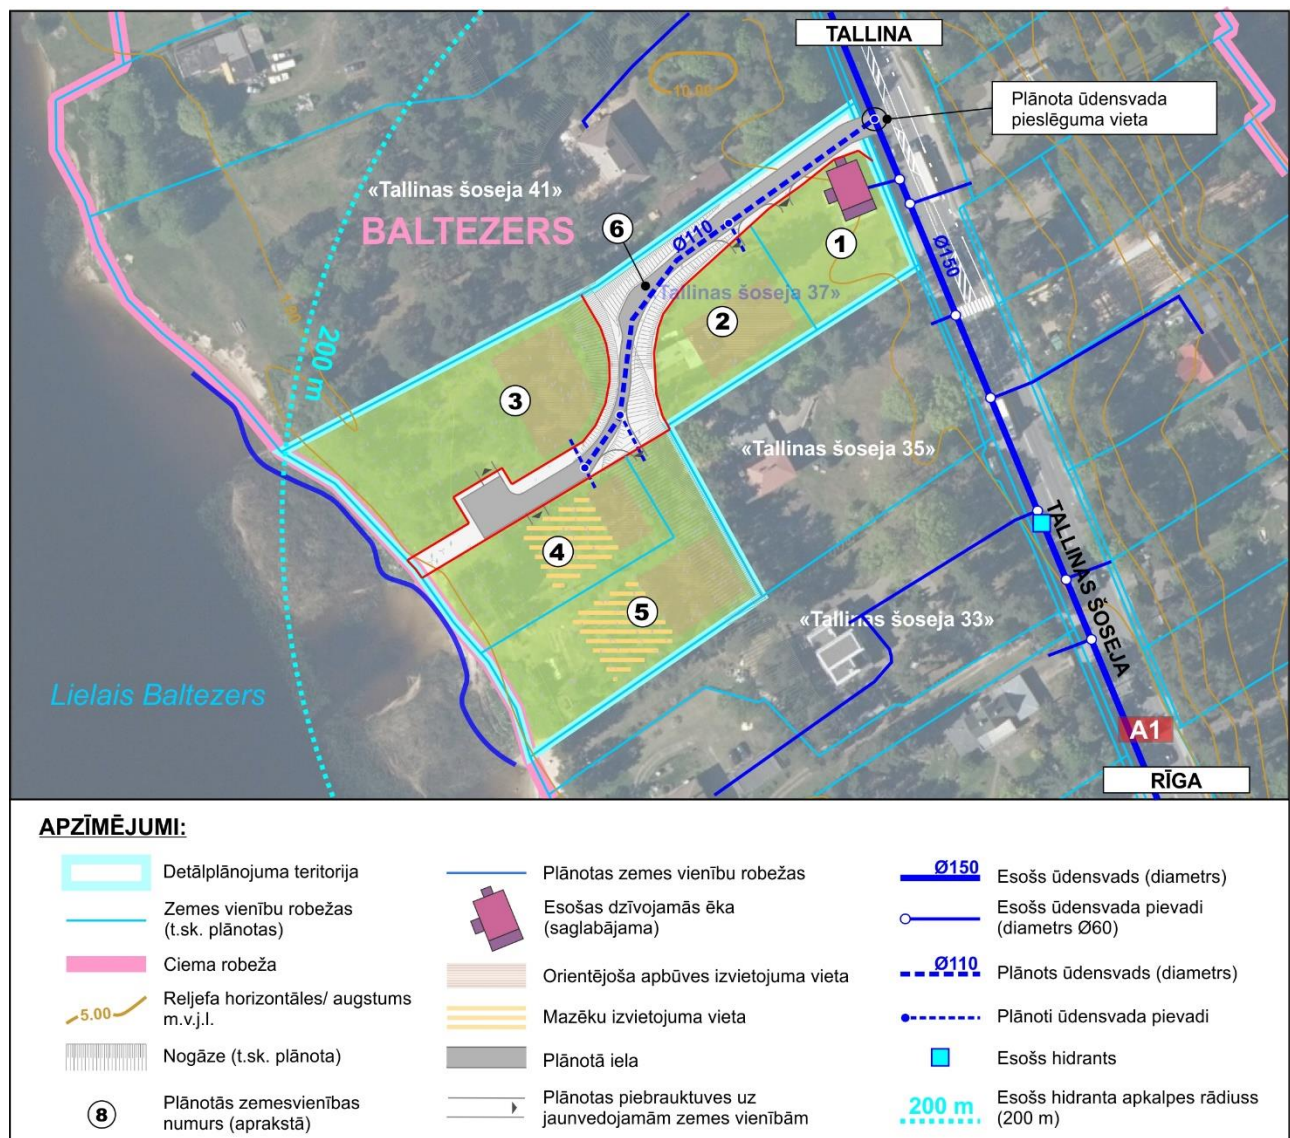 TALLINA
Plānota ūdensvada
pieslēguma vieta
10.00
«Tallinas šoseja 41»
BALTEZERS
6
Ø110
1
Ø150
Tallinas šoseja 37»
2
200 m
3
«Tallinas šoseja 35»
4
5
«Tallinas šoseja 33»
TALLINAS ŠOSEJA
Lielais Baltezers
A1
RĪGA
APZĪMĒJUMI:
Detālplānojuma teritorija
Zemes vienību robežas
(t.sk. plānotas)
Ciema robeža
5.00
Reljefa horizontāles/ augstums
m.v.j.l.
Nogāze (t.sk. plānota)
8
Plānotās zemesvienības
numurs (aprakstā)
Plānotas zemes vienību robežas
Esošas dzīvojamās ēka
(saglabājama)
Orientējoša apbūves izvietojuma vieta
Mazēku izvietojuma vieta
Plānotā iela
Plānotas piebrauktuves uz
jaunvedojamām zemes vienībām
Ø150
Esošs ūdensvads (diametrs)
Esošs ūdensvada pievadi
(diametrs Ø60)
Ø110
Plānots ūdensvads (diametrs)
Plānoti ūdensvada pievadi
Esošs hidrants
200 m
Esošs hidranta apkalpes rādiuss
(200 m)